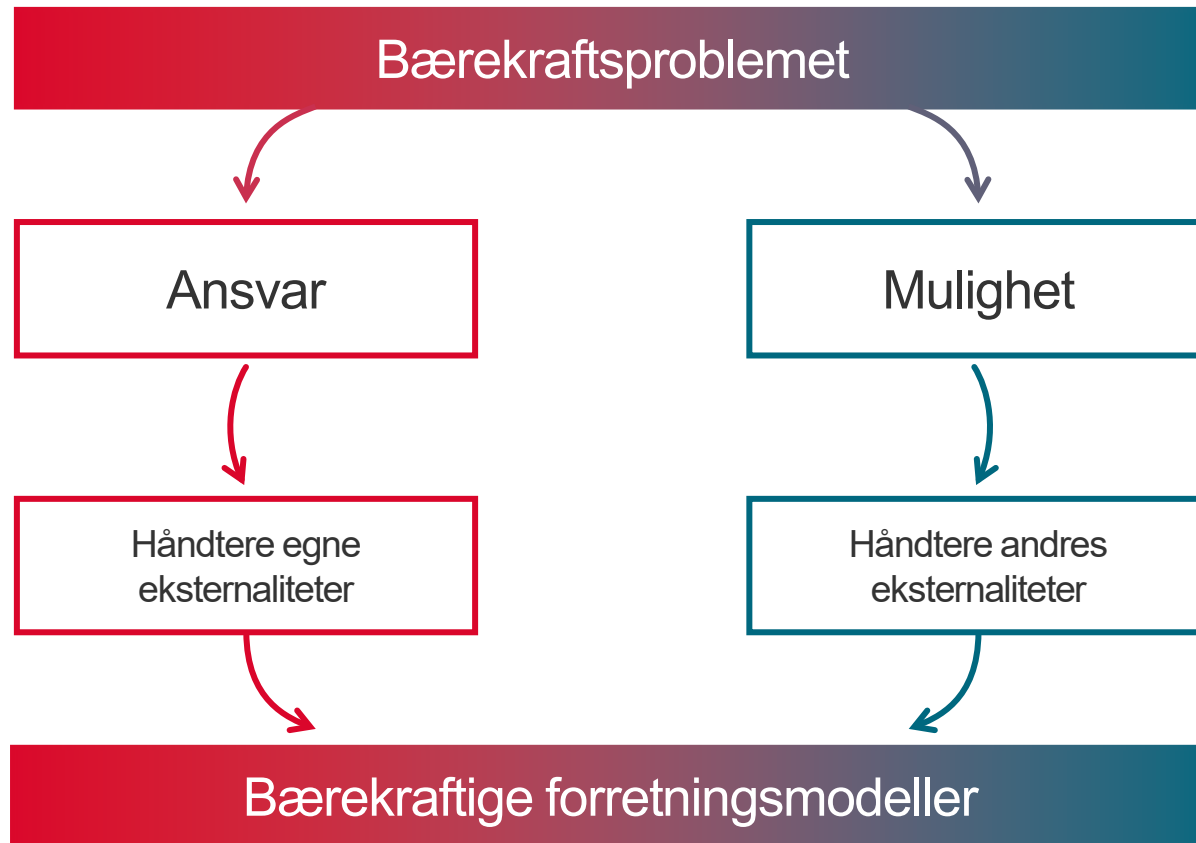 Bærekraftsproblemet
Ansvar
Mulighet
Håndtere egne
eksternaliteter
Håndtere andres
eksternaliteter
Bærekraftige forretningsmodeller